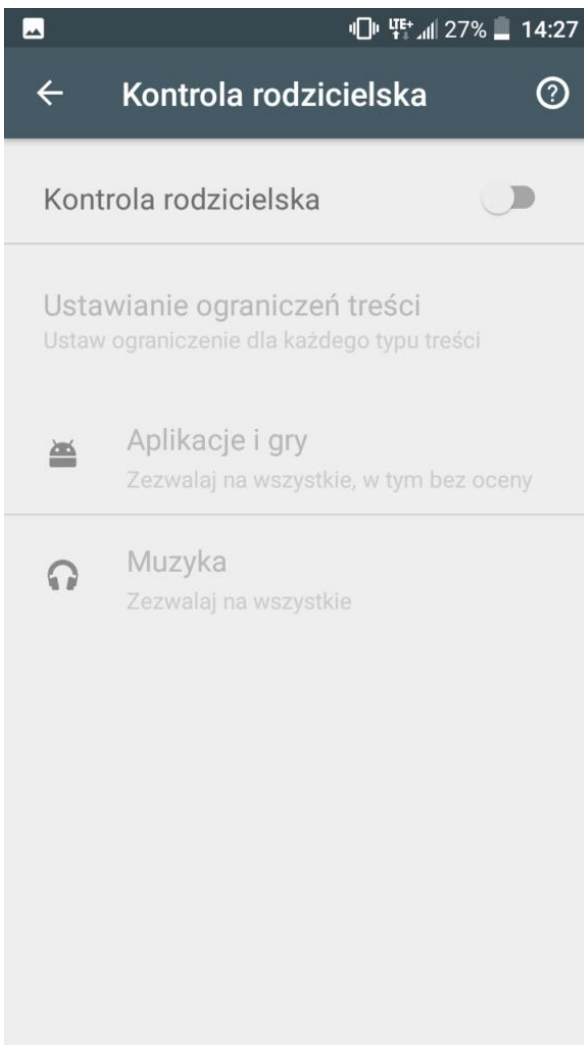 LTE+ 27% 14:27
Kontrola rodzicielska
Kontrola rodzicielska
Ustawianie ograniczeń treści
Ustaw ograniczenie dla każdego typu treści
Aplikacje i gry
Zezwalaj na wszystkie, w tym bez oceny
Muzyka
Zezwalaj na wszystkie